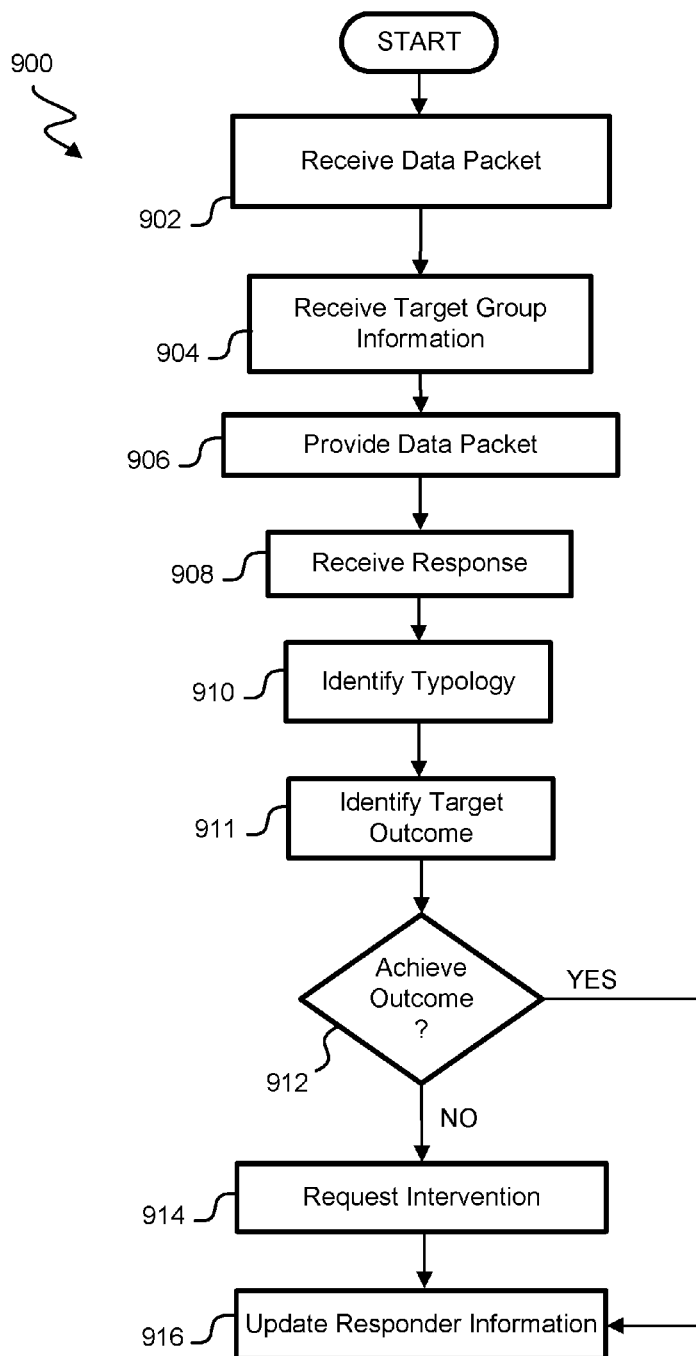 START
900
Receive Data Packet
902
Receive Target Group
Information
904
Provide Data Packet
906
Receive Response
908
Identify Typology
910
Identify Target
Outcome
911
Achieve
Outcome
?
YES
912
NO
Request Intervention
914
Update Responder Information
916